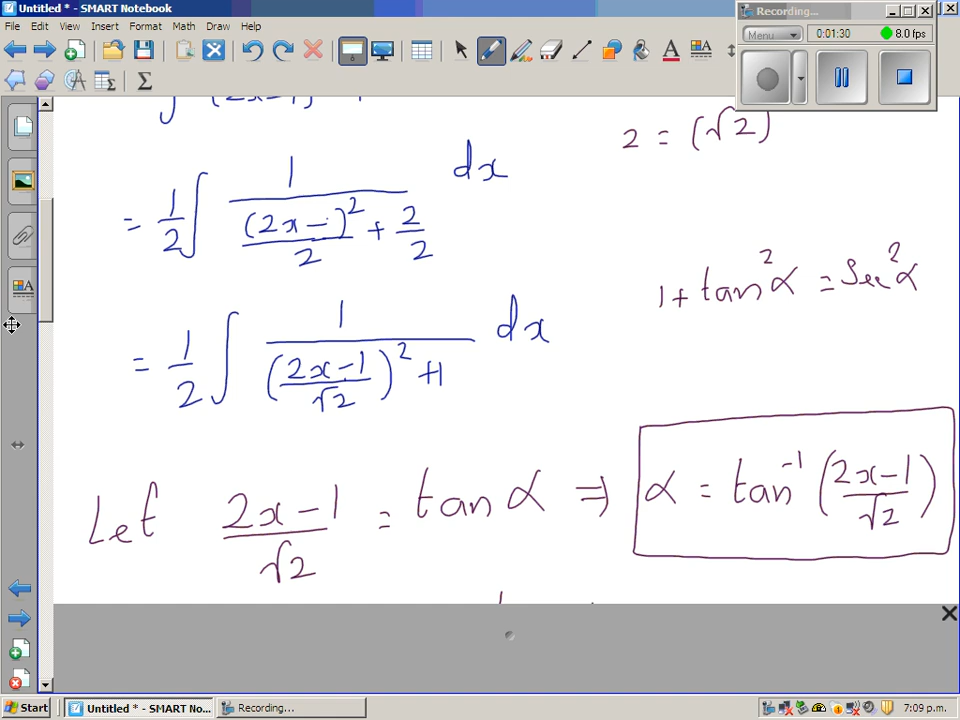 Untitled * - SMART Notebook
File Edit View Insert Format Math Draw Help
Recording...
Menu 0:01:30 8.0 fps
2 = (√2)
= 1/2 ∫ 1/((2x-)²/2 + 2/2) dx
1 + tan²α = Sec²α
= 1/2 ∫ 1/(((2x-1)/√2)² + 1) dx
Let (2x-1)/√2 = tanα ⇒ α = tan⁻¹((2x-1)/√2)
Start Untitled * - SMART No... Recording... 7:09 p.m.